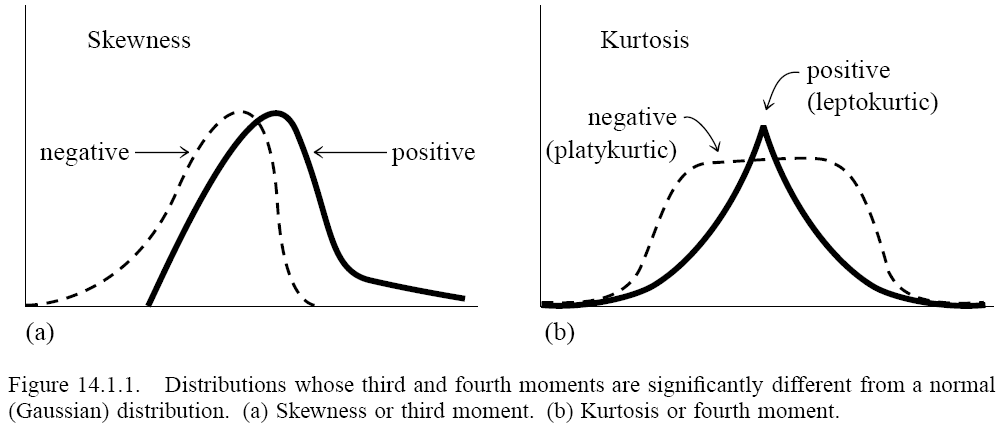 Skewness
negative
positive
(a)
Kurtosis
positive
(leptokurtic)
negative
(platykurtic)
(b)
Figure 14.1.1. Distributions whose third and fourth moments are significantly different from a normal
(Gaussian) distribution. (a) Skewness or third moment. (b) Kurtosis or fourth moment.